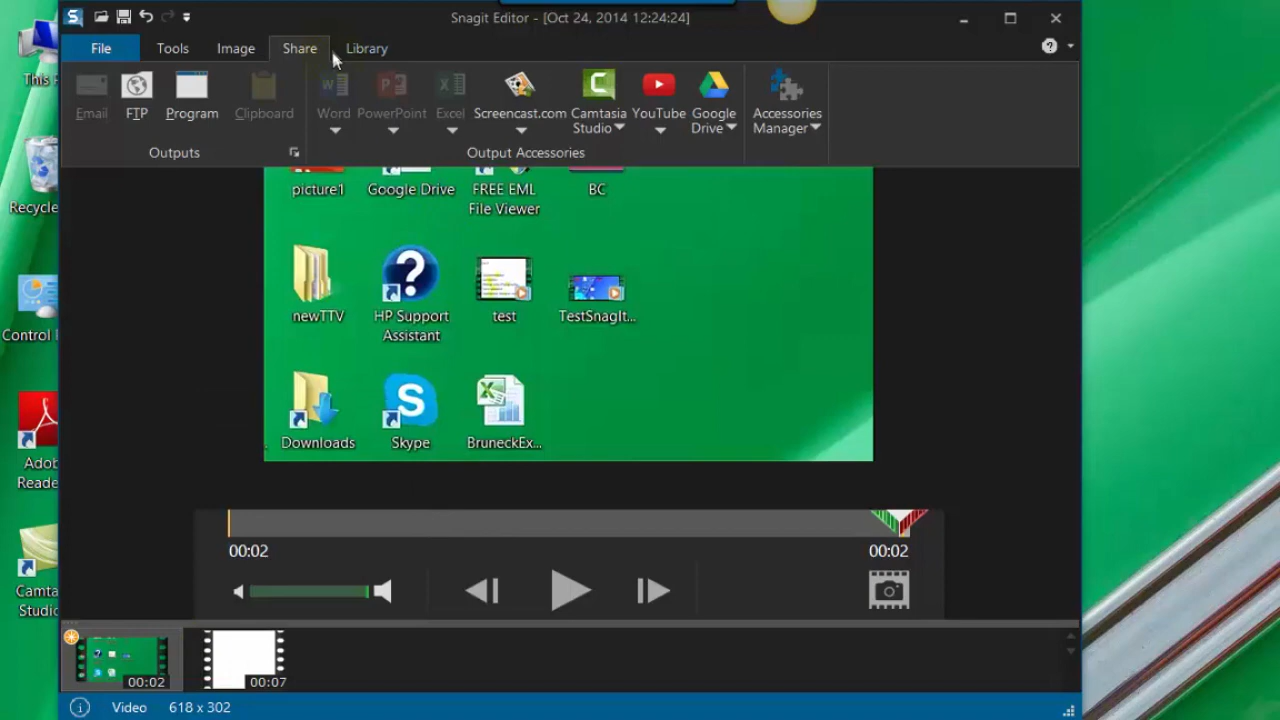 Snagit Editor - [Oct 24, 2014 12:24:24]
File Tools Image Share Library
Email FTP Program Clipboard Word PowerPoint Excel Screencast.com Camtasia Studio YouTube Google Drive Accessories Manager
Outputs Output Accessories
This
Recycle
Control
Adob
Reade
Camta
Studio
picture1 Google Drive FREE EML File Viewer BC
newTTV HP Support Assistant test TestSnagIt...
Downloads Skype BruneckEx...
00:02 00:02
00:02 00:07
Video 618 x 302